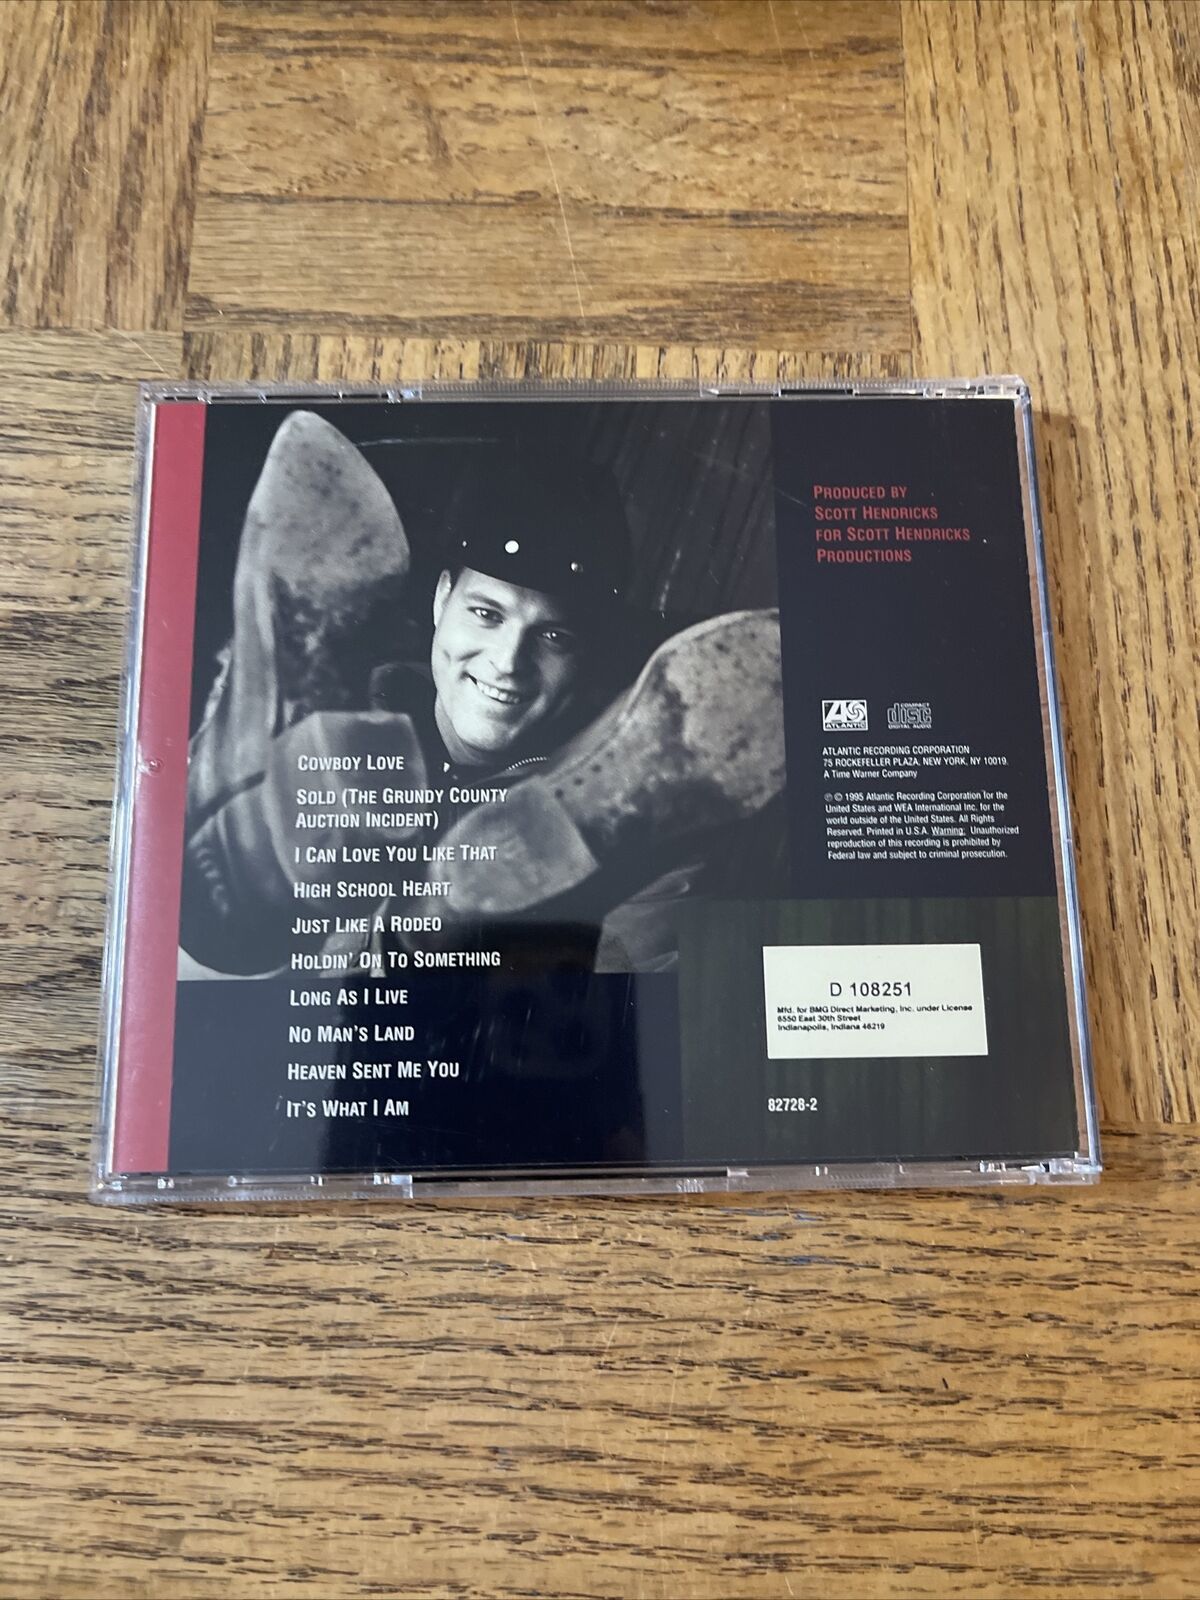 COWBOY LOVE
SOLD (THE GRUNDY COUNTY
AUCTION INCIDENT)
I CAN LOVE YOU LIKE THAT
HIGH SCHOOL HEART
JUST LIKE A RODEO
HOLDIN' ON TO SOMETHING
LONG AS I LIVE
NO MAN'S LAND
HEAVEN SENT ME YOU
IT'S WHAT I AM
PRODUCED BY
SCOTT HENDRICKS
FOR SCOTT HENDRICKS
PRODUCTIONS
ATLANTIC
COMPACT
disc
DIGITAL AUDIO
ATLANTIC RECORDING CORPORATION
75 ROCKEFELLER PLAZA, NEW YORK, NY 10019.
A Time Warner Company
℗ © 1995 Atlantic Recording Corporation for the
United States and WEA International Inc. for the
world outside of the United States. All Rights
Reserved. Printed in U.S.A. Warning: Unauthorized
reproduction of this recording is prohibited by
Federal law and subject to criminal prosecution.
D 108251
Mfd. for BMG Direct Marketing, Inc. under License
6550 East 30th Street
Indianapolis, Indiana 46219
82728-2